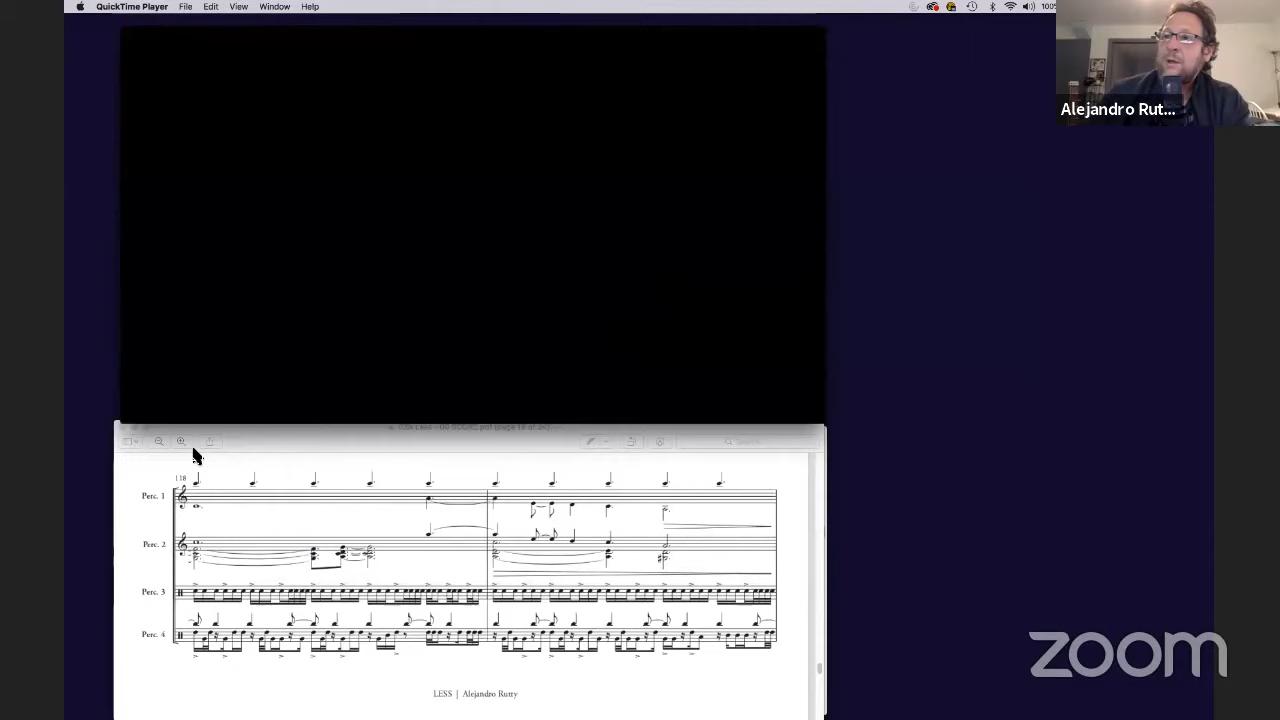 QuickTime Player File Edit View Window Help
100%
Alejandro Rut...
118
Perc. 1
Perc. 2
Perc. 3
Perc. 4
LESS | Alejandro Rutty
zoom